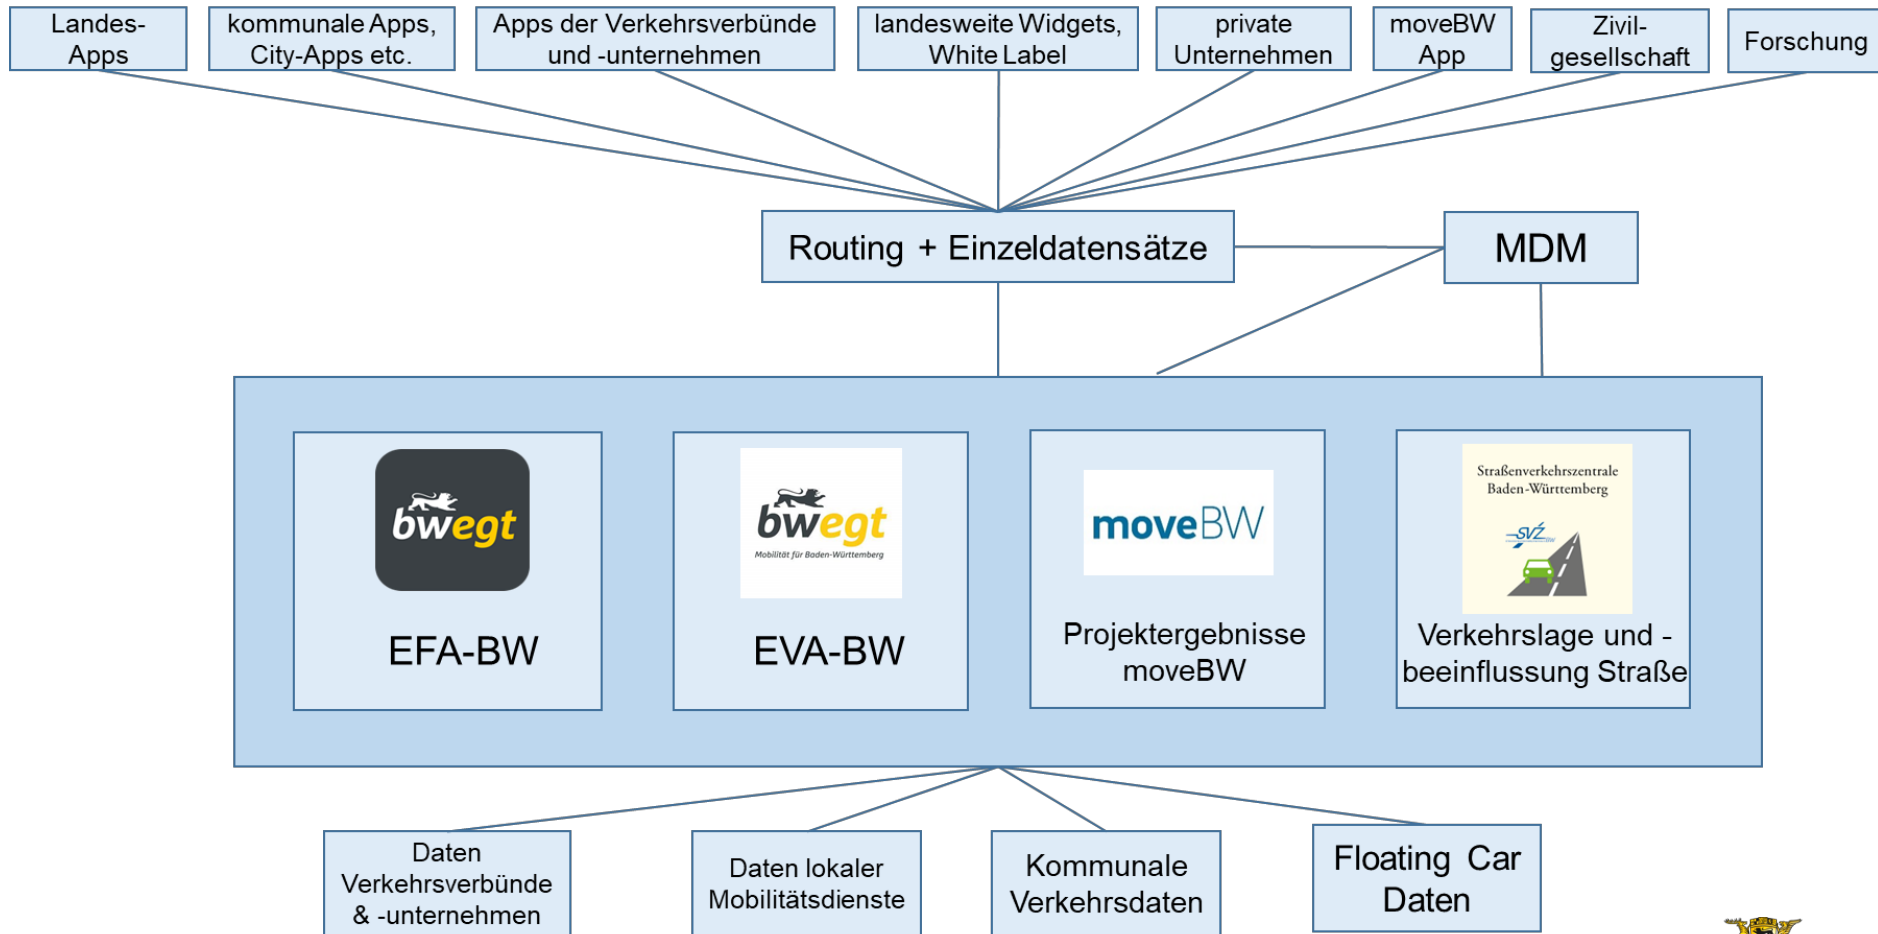 Landes-
Apps
kommunale Apps,
City-Apps etc.
Apps der Verkehrsverbünde
und -unternehmen
landesweite Widgets,
White Label
private
Unternehmen
moveBW
App
Zivil-
gesellschaft
Forschung
Routing + Einzeldatensätze
MDM
bwegt
EFA-BW
bwegt
Mobilität für Baden-Württemberg
EVA-BW
moveBW
Projektergebnisse
moveBW
Straßenverkehrszentrale
Baden-Württemberg
SVZ
Verkehrslage und -
beeinflussung Straße
Daten
Verkehrsverbünde
& -unternehmen
Daten lokaler
Mobilitätsdienste
Kommunale
Verkehrsdaten
Floating Car
Daten